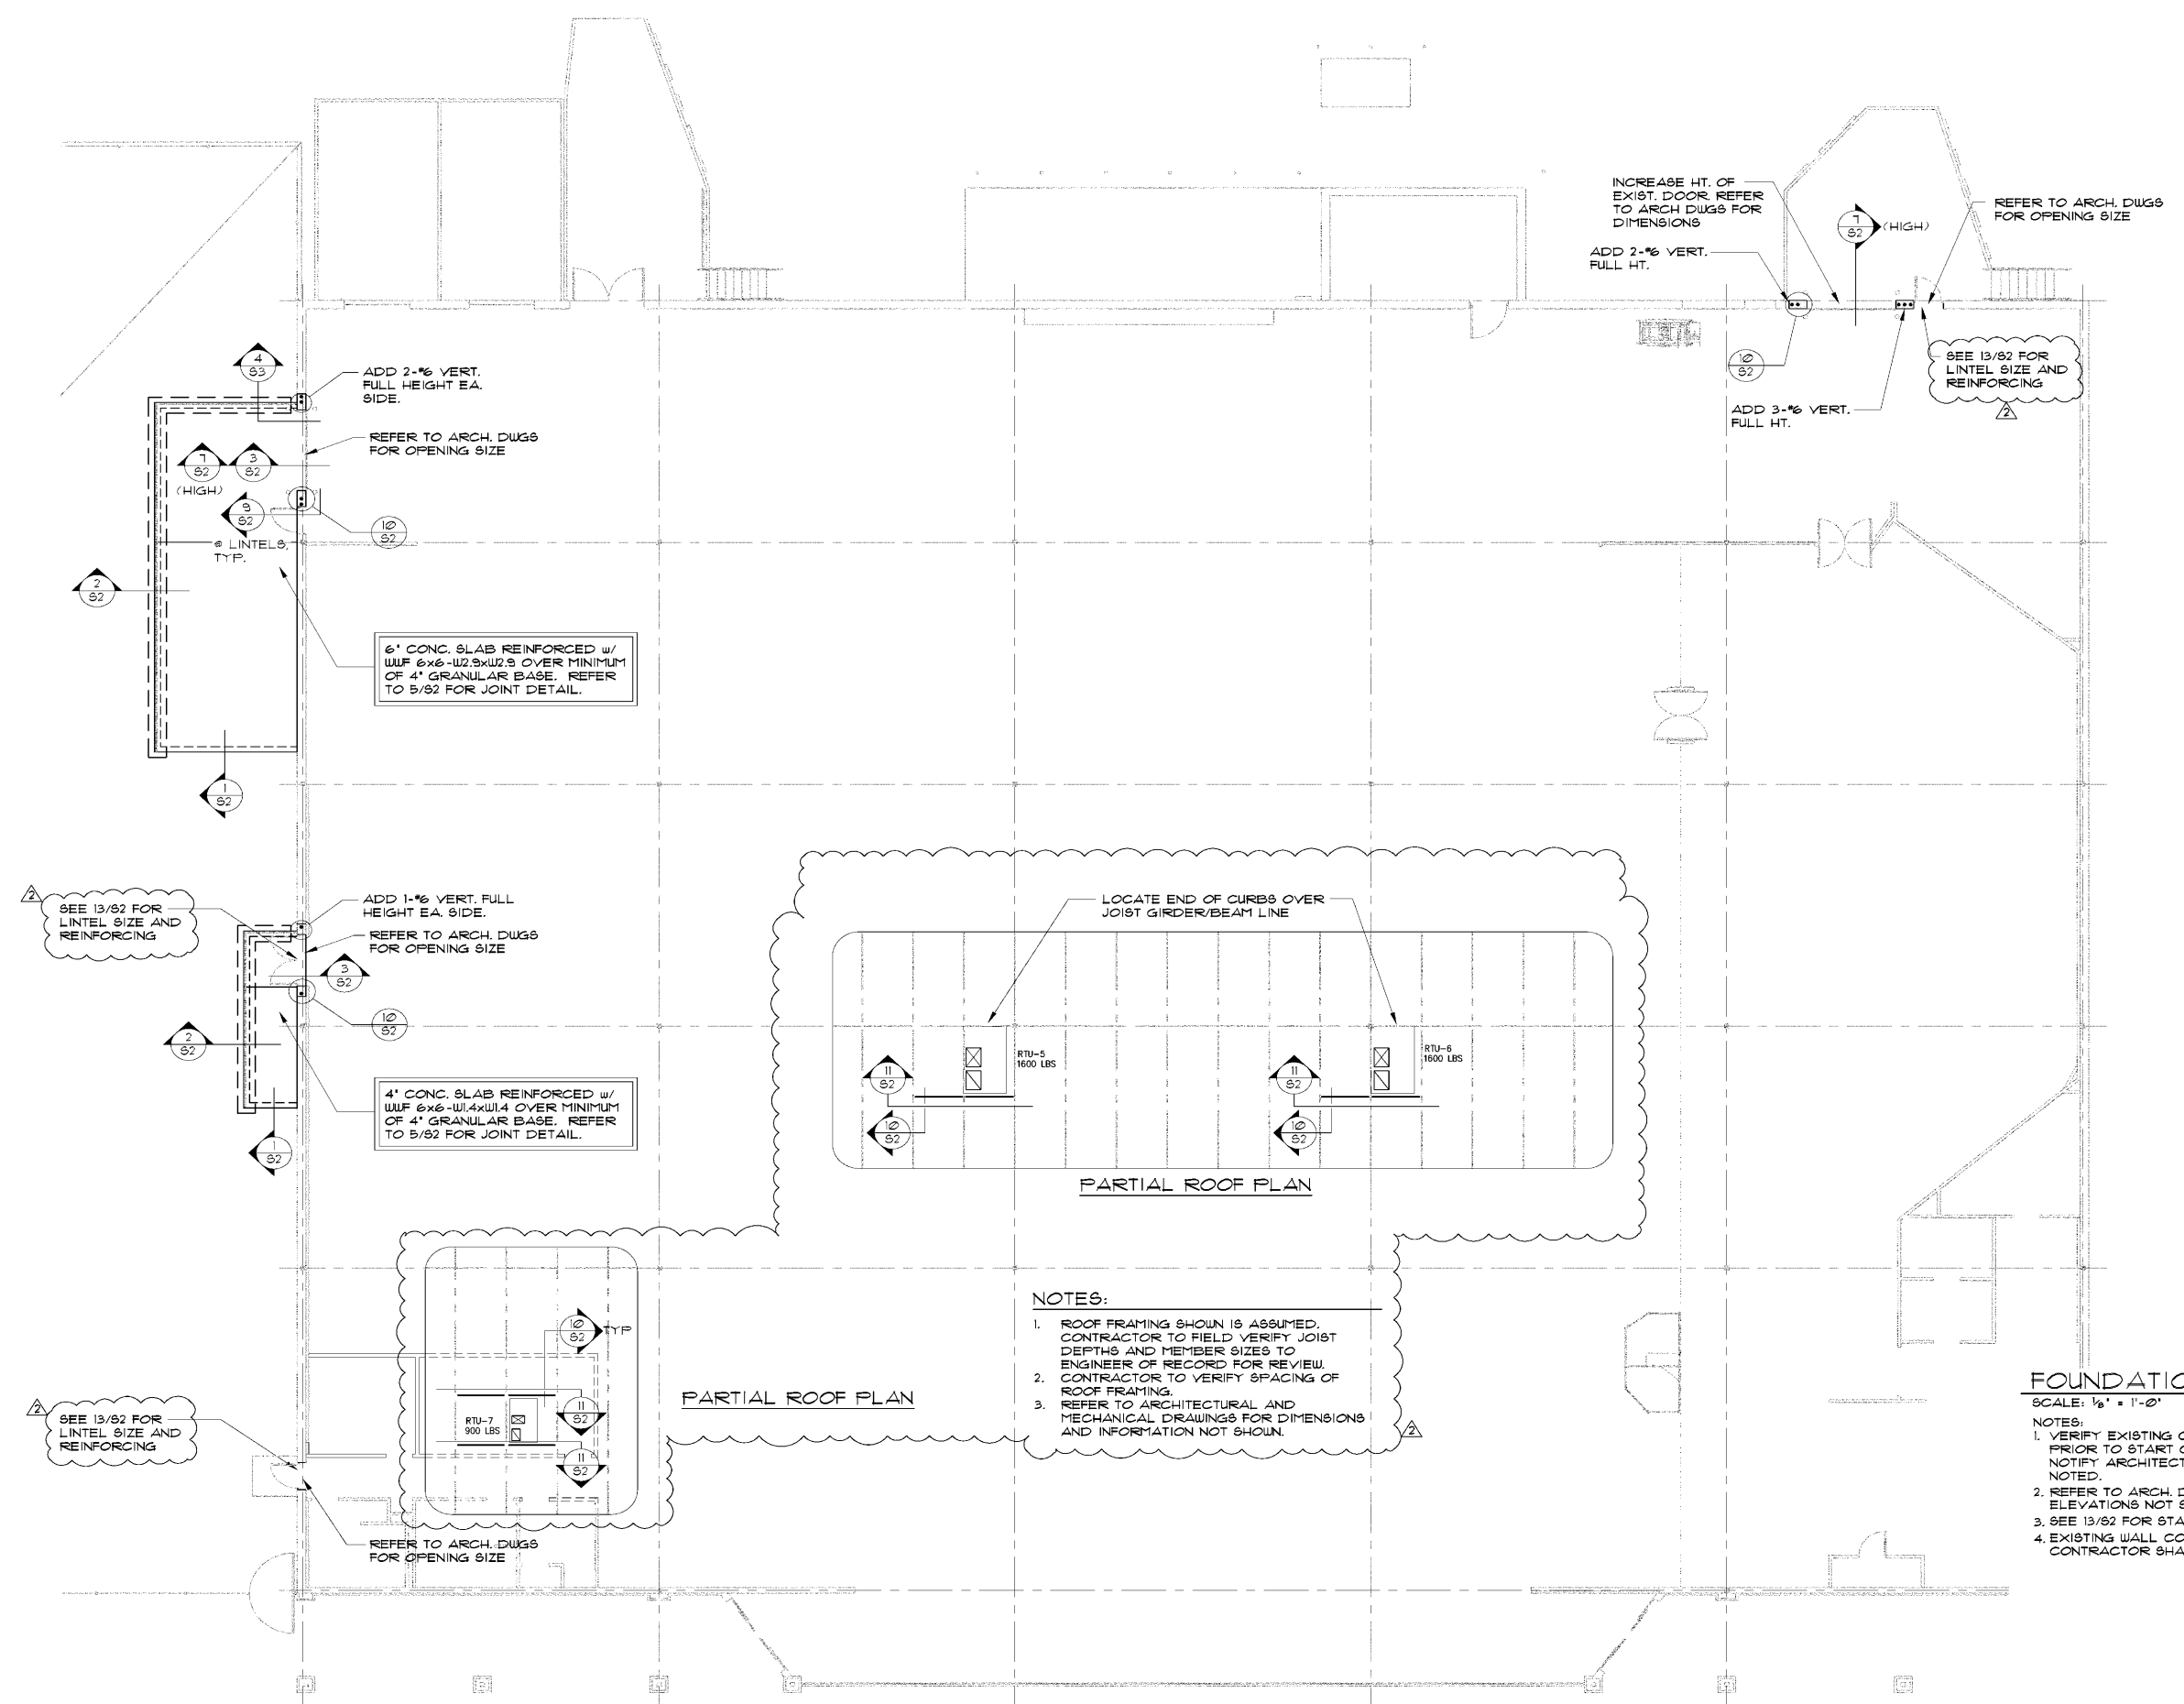 INCREASE HT. OF
EXIST. DOOR. REFER
TO ARCH DWGS FOR
DIMENSIONS
7
S2
(HIGH)
REFER TO ARCH. DWGS
FOR OPENING SIZE
ADD 2-#6 VERT.
FULL HT.
10
S2
SEE 13/S2 FOR
LINTEL SIZE AND
REINFORCING
2
ADD 3-#6 VERT.
FULL HT.
4
S3
ADD 2-#6 VERT.
FULL HEIGHT EA.
SIDE.
REFER TO ARCH. DWGS
FOR OPENING SIZE
7
S2
(HIGH)
3
S2
9
S2
10
S2
@ LINTELS,
TYP.
2
S2
6" CONC. SLAB REINFORCED w/
WWF 6x6-W2.9xW2.9 OVER MINIMUM
OF 4" GRANULAR BASE. REFER
TO 5/S2 FOR JOINT DETAIL.
1
S2
2
SEE 13/S2 FOR
LINTEL SIZE AND
REINFORCING
ADD 1-#6 VERT. FULL
HEIGHT EA. SIDE.
REFER TO ARCH. DWGS
FOR OPENING SIZE
3
S2
10
S2
2
S2
4" CONC. SLAB REINFORCED w/
WWF 6x6-W1.4xW1.4 OVER MINIMUM
OF 4" GRANULAR BASE. REFER
TO 5/S2 FOR JOINT DETAIL.
1
S2
LOCATE END OF CURBS OVER
JOIST GIRDER/BEAM LINE
RTU-5
1600 LBS
11
S2
10
S2
RTU-6
1600 LBS
11
S2
10
S2
PARTIAL ROOF PLAN
10
S2
TYP
RTU-7
900 LBS
11
S2
11
S2
PARTIAL ROOF PLAN
NOTES:
1. ROOF FRAMING SHOWN IS ASSUMED.
CONTRACTOR TO FIELD VERIFY JOIST
DEPTHS AND MEMBER SIZES TO
ENGINEER OF RECORD FOR REVIEW.
2. CONTRACTOR TO VERIFY SPACING OF
ROOF FRAMING.
3. REFER TO ARCHITECTURAL AND
MECHANICAL DRAWINGS FOR DIMENSIONS
AND INFORMATION NOT SHOWN.
2
2
SEE 13/S2 FOR
LINTEL SIZE AND
REINFORCING
REFER TO ARCH. DWGS
FOR OPENING SIZE
FOUNDATIO
SCALE: 1/8" = 1'-0"
NOTES:
1. VERIFY EXISTING
PRIOR TO START
NOTIFY ARCHITECT
NOTED.
2. REFER TO ARCH.
ELEVATIONS NOT
3. SEE 13/S2 FOR STA
4. EXISTING WALL CO
CONTRACTOR SHA